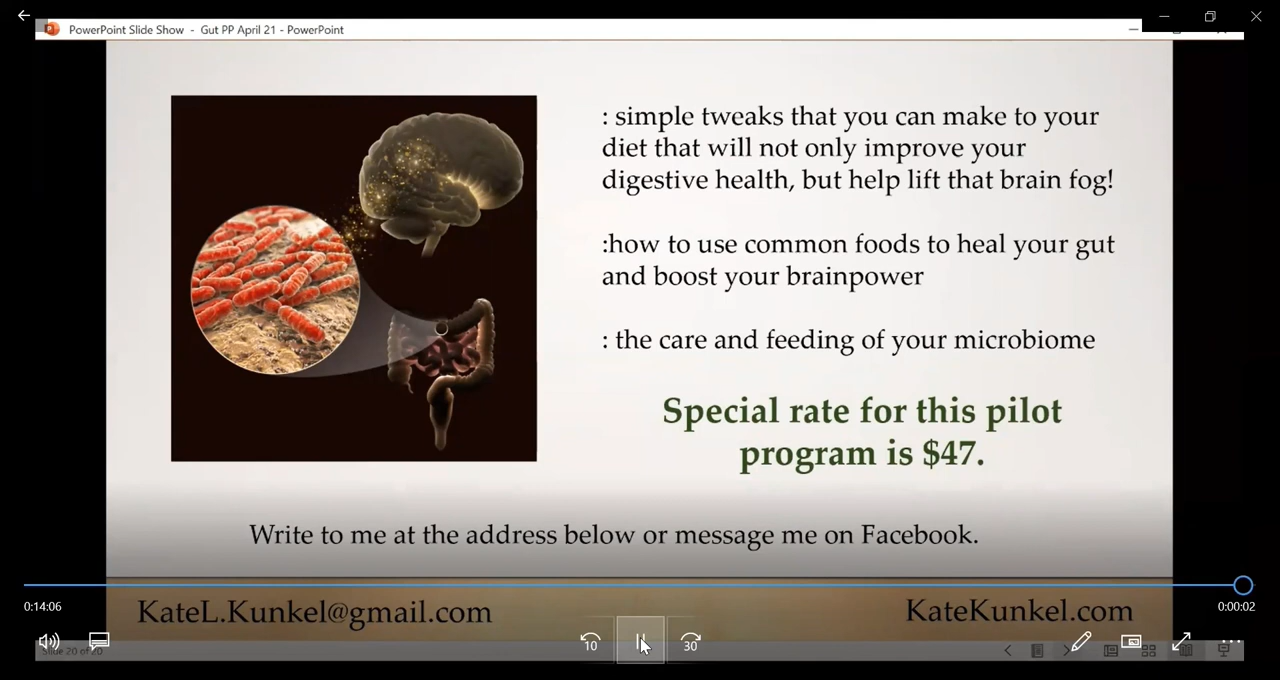 PowerPoint Slide Show - Gut PP April 21 - PowerPoint
: simple tweaks that you can make to your
diet that will not only improve your
digestive health, but help lift that brain fog!
:how to use common foods to heal your gut
and boost your brainpower
: the care and feeding of your microbiome
Special rate for this pilot
program is $47.
Write to me at the address below or message me on Facebook.
0:14:06
0:00:02
KateL.Kunkel@gmail.com
KateKunkel.com
10
30
Slide 20 of 20